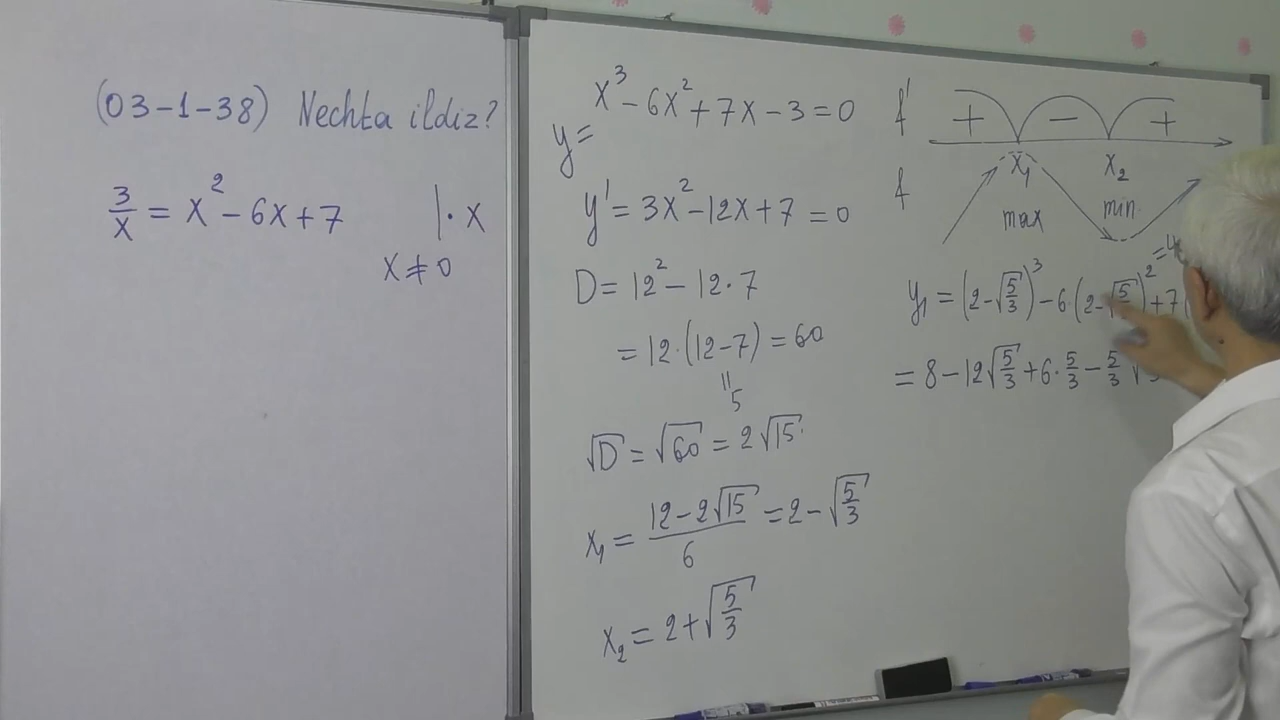 (03-1-38) Nechta ildiz?
3/x = x² - 6x + 7 | · x
x ≠ 0
x³ - 6x² + 7x - 3 = 0
y =
y' = 3x² - 12x + 7 = 0
D = 12² - 12 · 7
= 12 · (12 - 7) = 60
"
5
√D = √60 = 2√15
x₁ = (12 - 2√15)/6 = 2 - √(5/3)
x₂ = 2 + √(5/3)
f' + - +
x₁ x₂
f max min
y₁ = (2 - √(5/3))³ - 6 · (2 - √5 )² + 7
= 8 - 12√(5/3) + 6 · 5/3 - 5/3 √